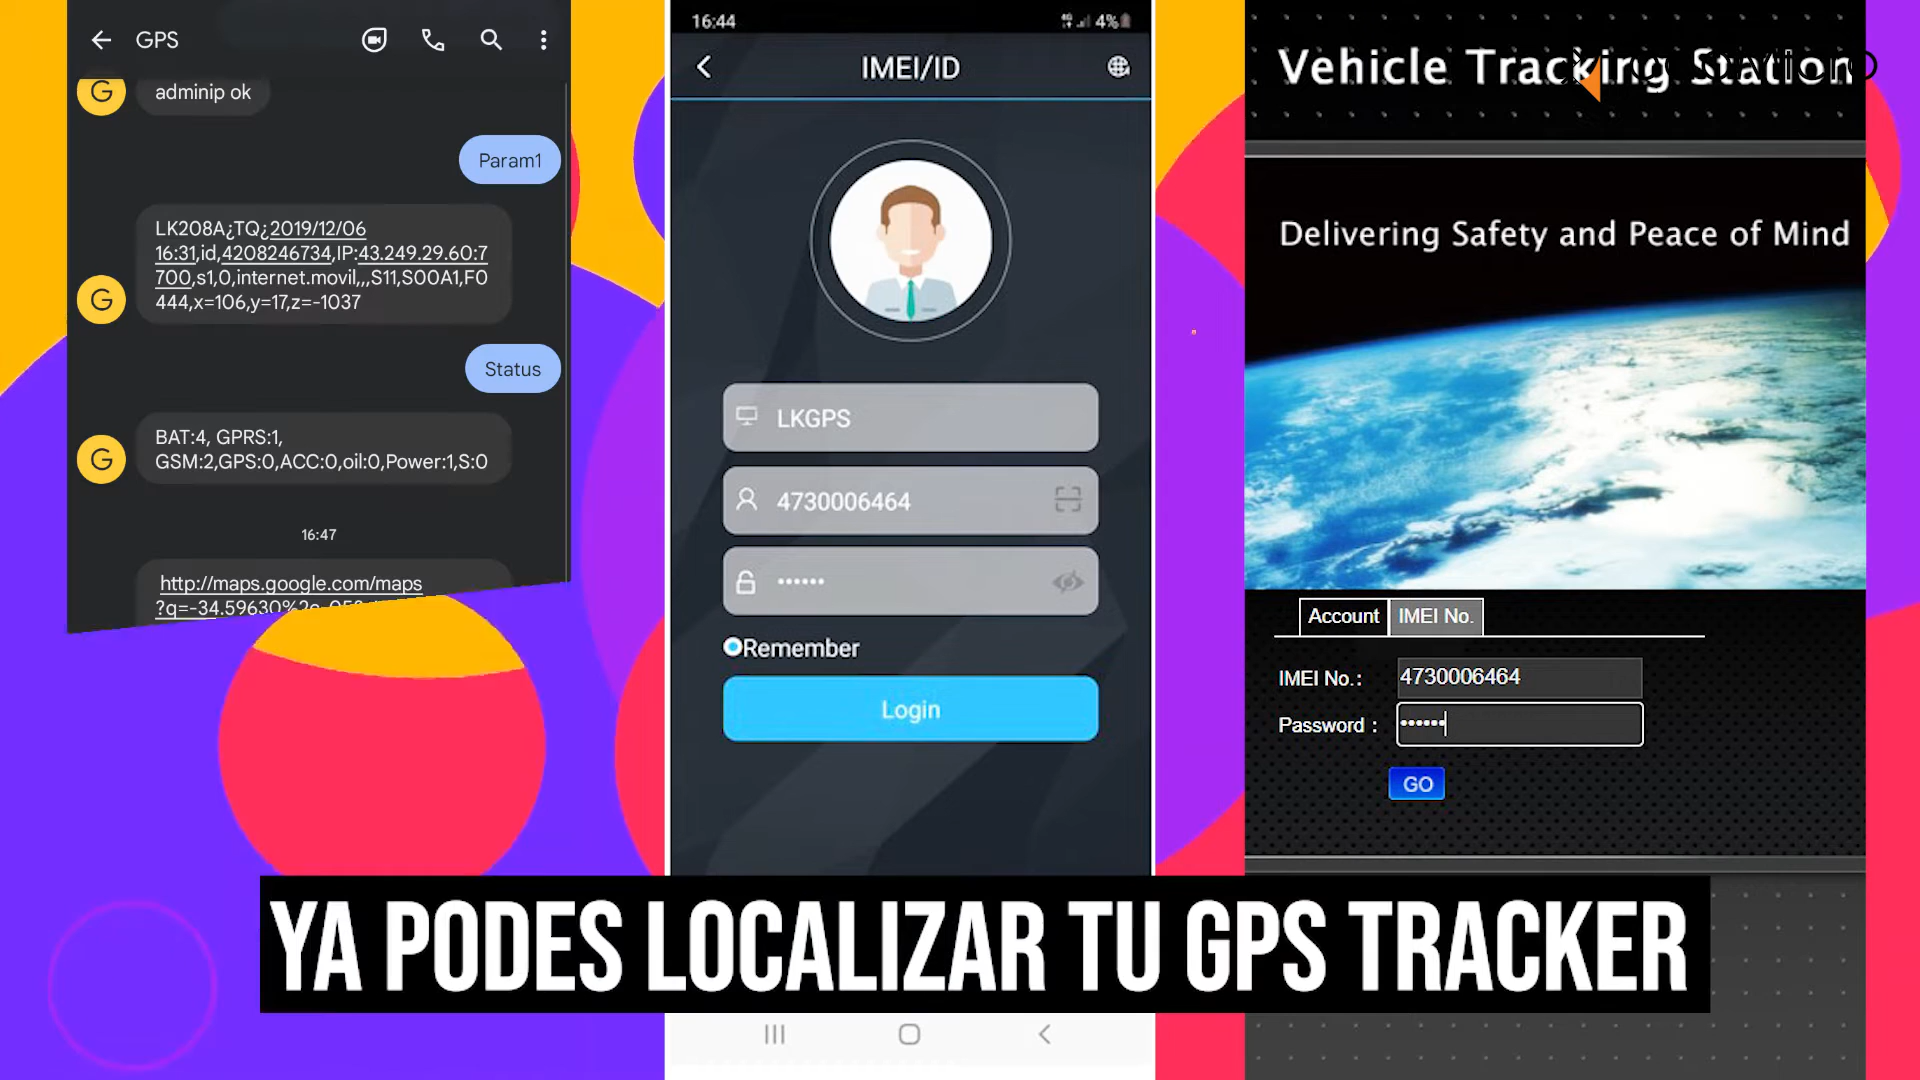 GPS
adminip ok
Param1
LK208A¿TQ¿2019/12/06
16:31,id,4208246734,IP:43.249.29.60:7
700,s1,0,internet.movil,,,S11,S00A1,F0
444,x=106,y=17,z=-1037
Status
BAT:4, GPRS:1,
GSM:2,GPS:0,ACC:0,oil:0,Power:1,S:0
16:47
http://maps.google.com/maps
?q=-34.59630%2c
G
G
G
16:44
4%
IMEI/ID
LKGPS
4730006464
••••••
Remember
Login
Vehicle Tracking Station
Delivering Safety and Peace of Mind
Account
IMEI No.
IMEI No.:
4730006464
Password :
••••••
GO
YA PODES LOCALIZAR TU GPS TRACKER